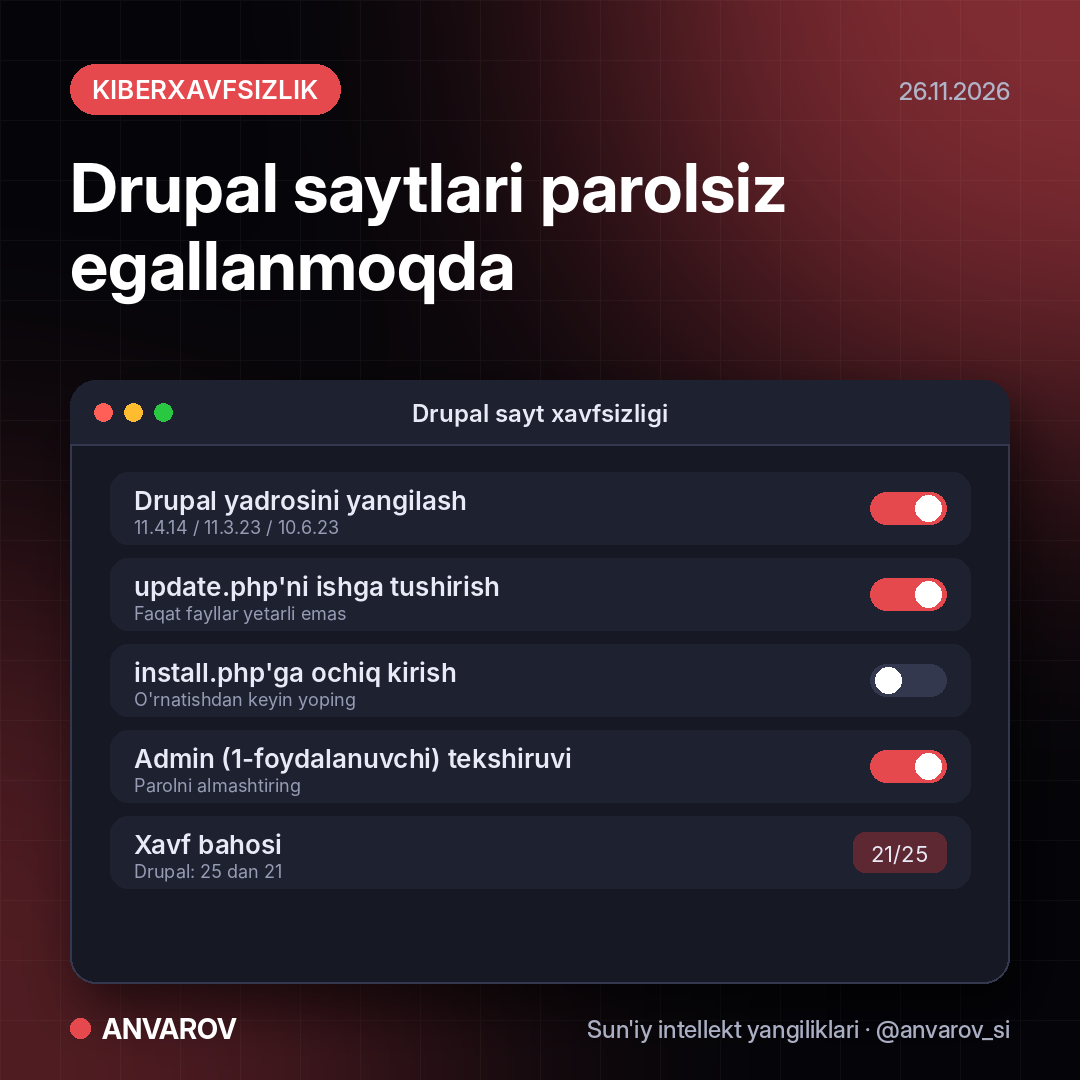 KIBERXAVFSIZLIK
26.11.2026
Drupal saytlari parolsiz
egallanmoqda
Drupal sayt xavfsizligi
Drupal yadrosini yangilash
11.4.14 / 11.3.23 / 10.6.23
update.php'ni ishga tushirish
Faqat fayllar yetarli emas
install.php'ga ochiq kirish
O'rnatishdan keyin yoping
Admin (1-foydalanuvchi) tekshiruvi
Parolni almashtiring
Xavf bahosi
Drupal: 25 dan 21
21/25
ANVAROV
Sun'iy intellekt yangiliklari · @anvarov_si